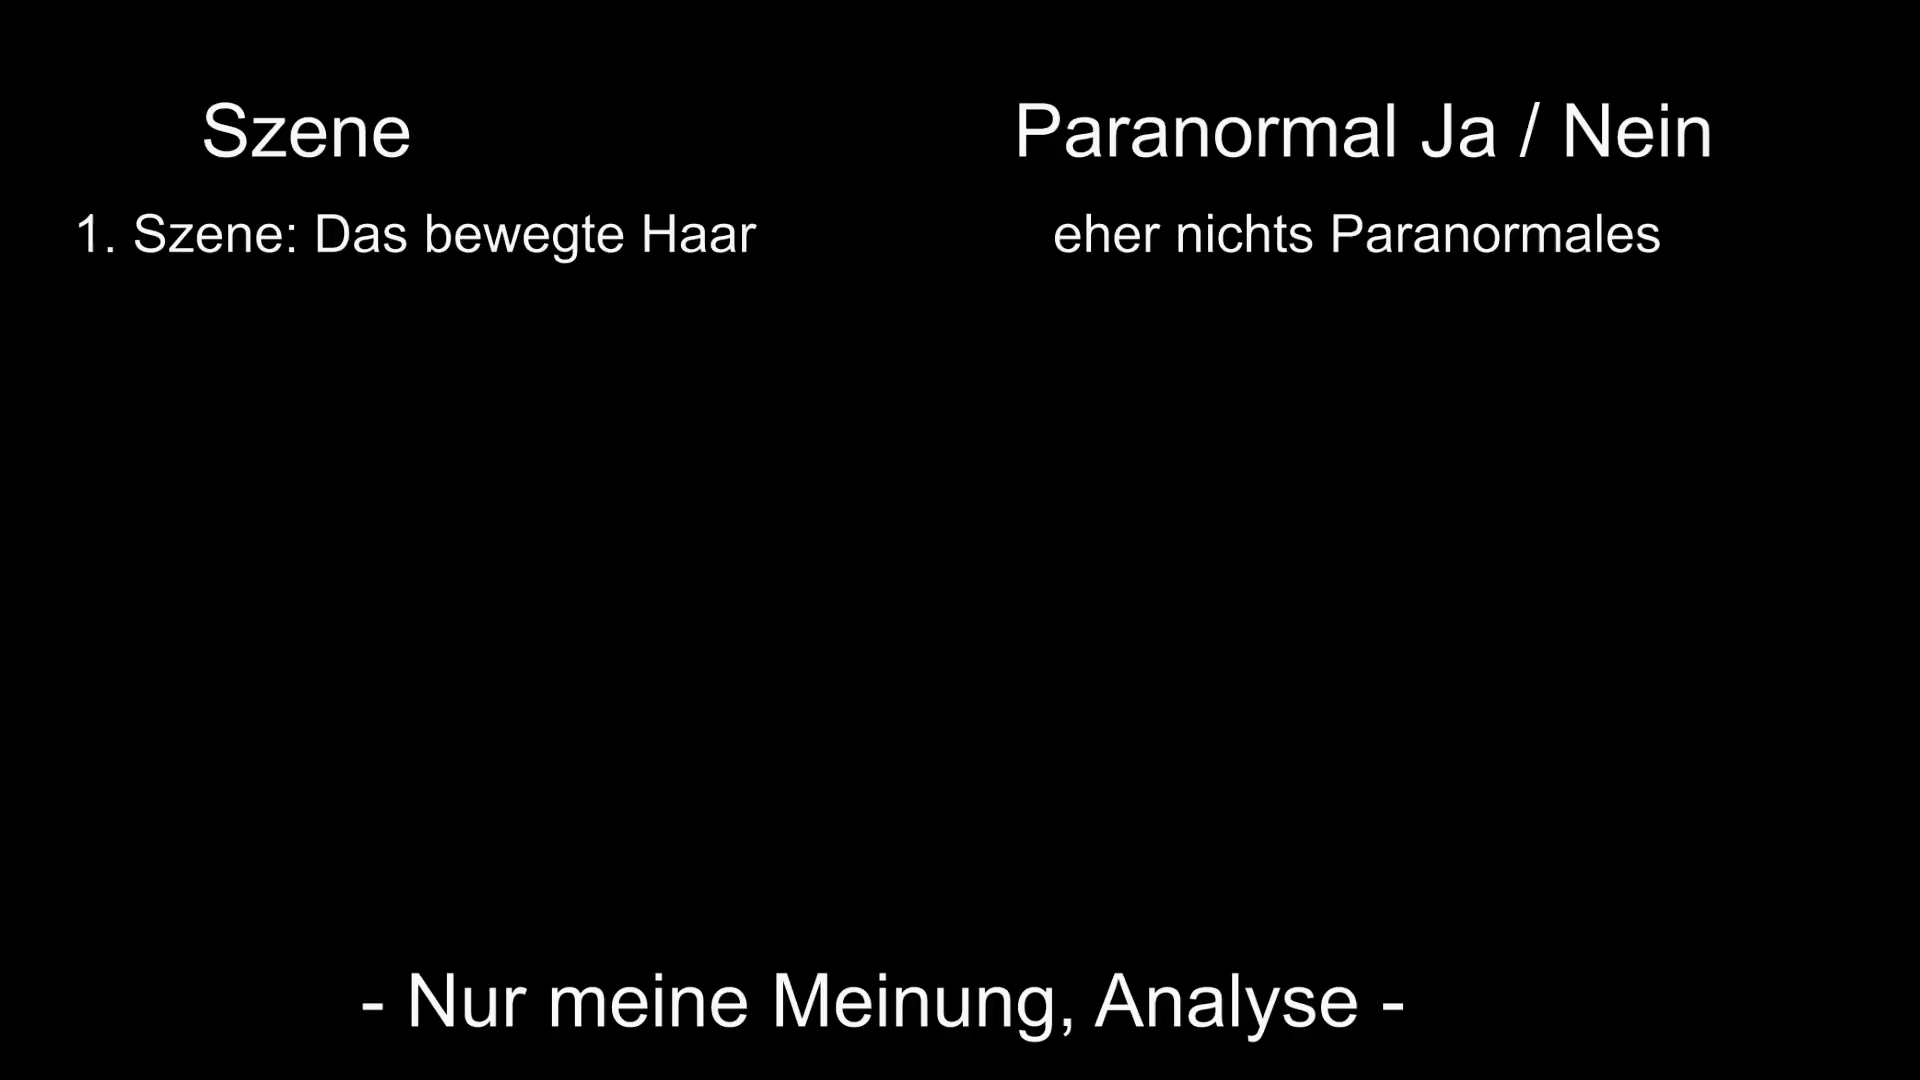 Szene Paranormal Ja / Nein
1. Szene: Das bewegte Haar eher nichts Paranormales
- Nur meine Meinung, Analyse -